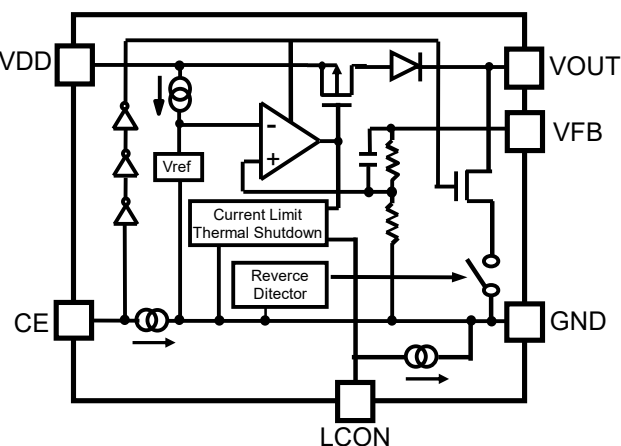 VDD
VOUT
VFB
-
+
Vref
Current Limit
Thermal Shutdown
Reverce
Ditector
CE
GND
LCON